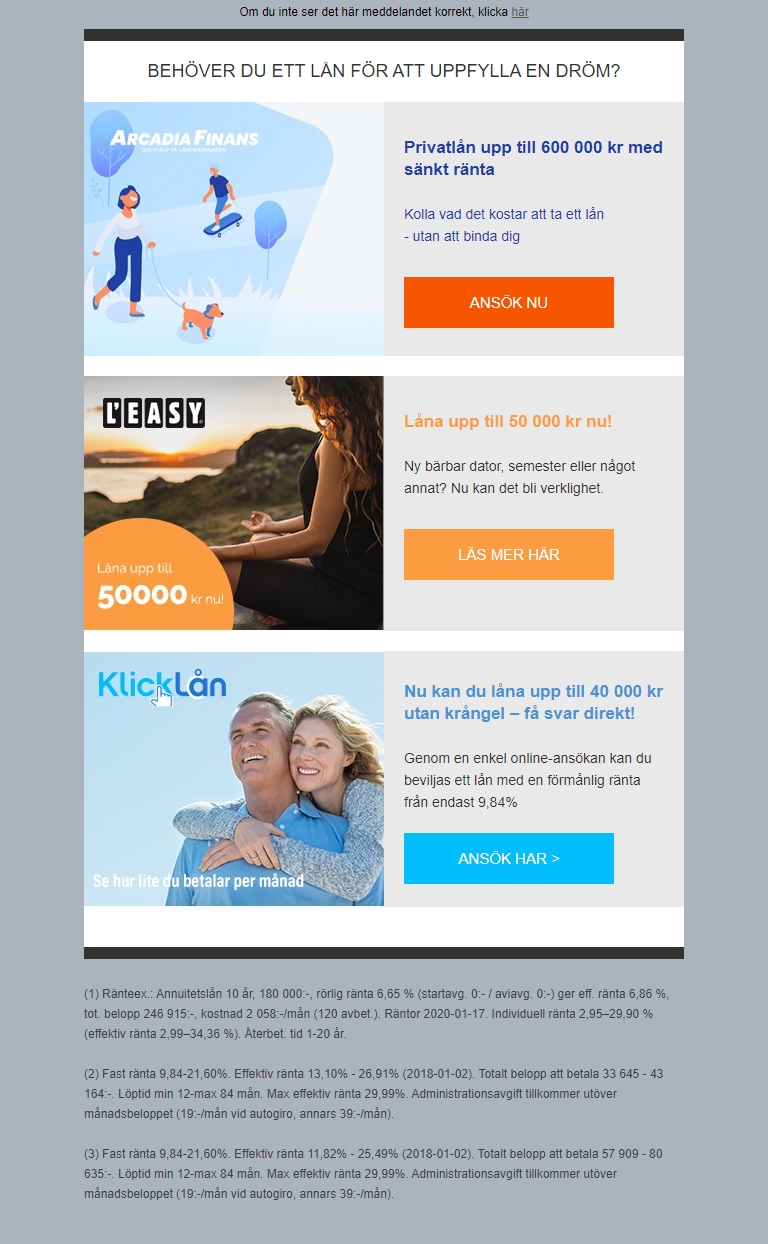 Om du inte ser det här meddelandet korrekt, klicka här
BEHÖVER DU ETT LÅN FÖR ATT UPPFYLLA EN DRÖM?
ARCADIA FINANS
DIN HJÄLP PÅ LÅNEMARKNADEN
Privatlån upp till 600 000 kr med
sänkt ränta
Kolla vad det kostar att ta ett lån
- utan att binda dig
ANSÖK NU
L'EASY
Låna upp till
50000 kr nu!
Låna upp till 50 000 kr nu!
Ny bärbar dator, semester eller något
annat? Nu kan det bli verklighet.
LÄS MER HÄR
KlickLån
Se hur lite du betalar per månad
Nu kan du låna upp till 40 000 kr
utan krångel – få svar direkt!
Genom en enkel online-ansökan kan du
beviljas ett lån med en förmånlig ränta
från endast 9,84%
ANSÖK HAR >
(1) Ränteex.: Annuitetslån 10 år, 180 000:-, rörlig ränta 6,65 % (startavg. 0:- / aviavg. 0:-) ger eff. ränta 6,86 %,
tot. belopp 246 915:-, kostnad 2 058:-/mån (120 avbet.). Räntor 2020-01-17. Individuell ränta 2,95–29,90 %
(effektiv ränta 2,99–34,36 %). Återbet. tid 1-20 år.
(2) Fast ränta 9,84-21,60%. Effektiv ränta 13,10% - 26,91% (2018-01-02). Totalt belopp att betala 33 645 - 43
164:-. Löptid min 12-max 84 mån. Max effektiv ränta 29,99%. Administrationsavgift tillkommer utöver
månadsbeloppet (19:-/mån vid autogiro, annars 39:-/mån).
(3) Fast ränta 9,84-21,60%. Effektiv ränta 11,82% - 25,49% (2018-01-02). Totalt belopp att betala 57 909 - 80
635:-. Löptid min 12-max 84 mån. Max effektiv ränta 29,99%. Administrationsavgift tillkommer utöver
månadsbeloppet (19:-/mån vid autogiro, annars 39:-/mån).